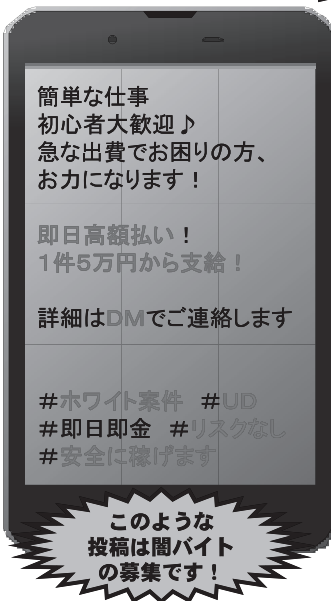 簡単な仕事
初心者大歓迎♪
急な出費でお困りの方、
お力になります！
即日高額払い！
1件5万円から支給！
詳細はDMでご連絡します
＃ホワイト案件　＃UD
＃即日即金　＃リスクなし
＃安全に稼げます
このような
投稿は闇バイト
の募集です！